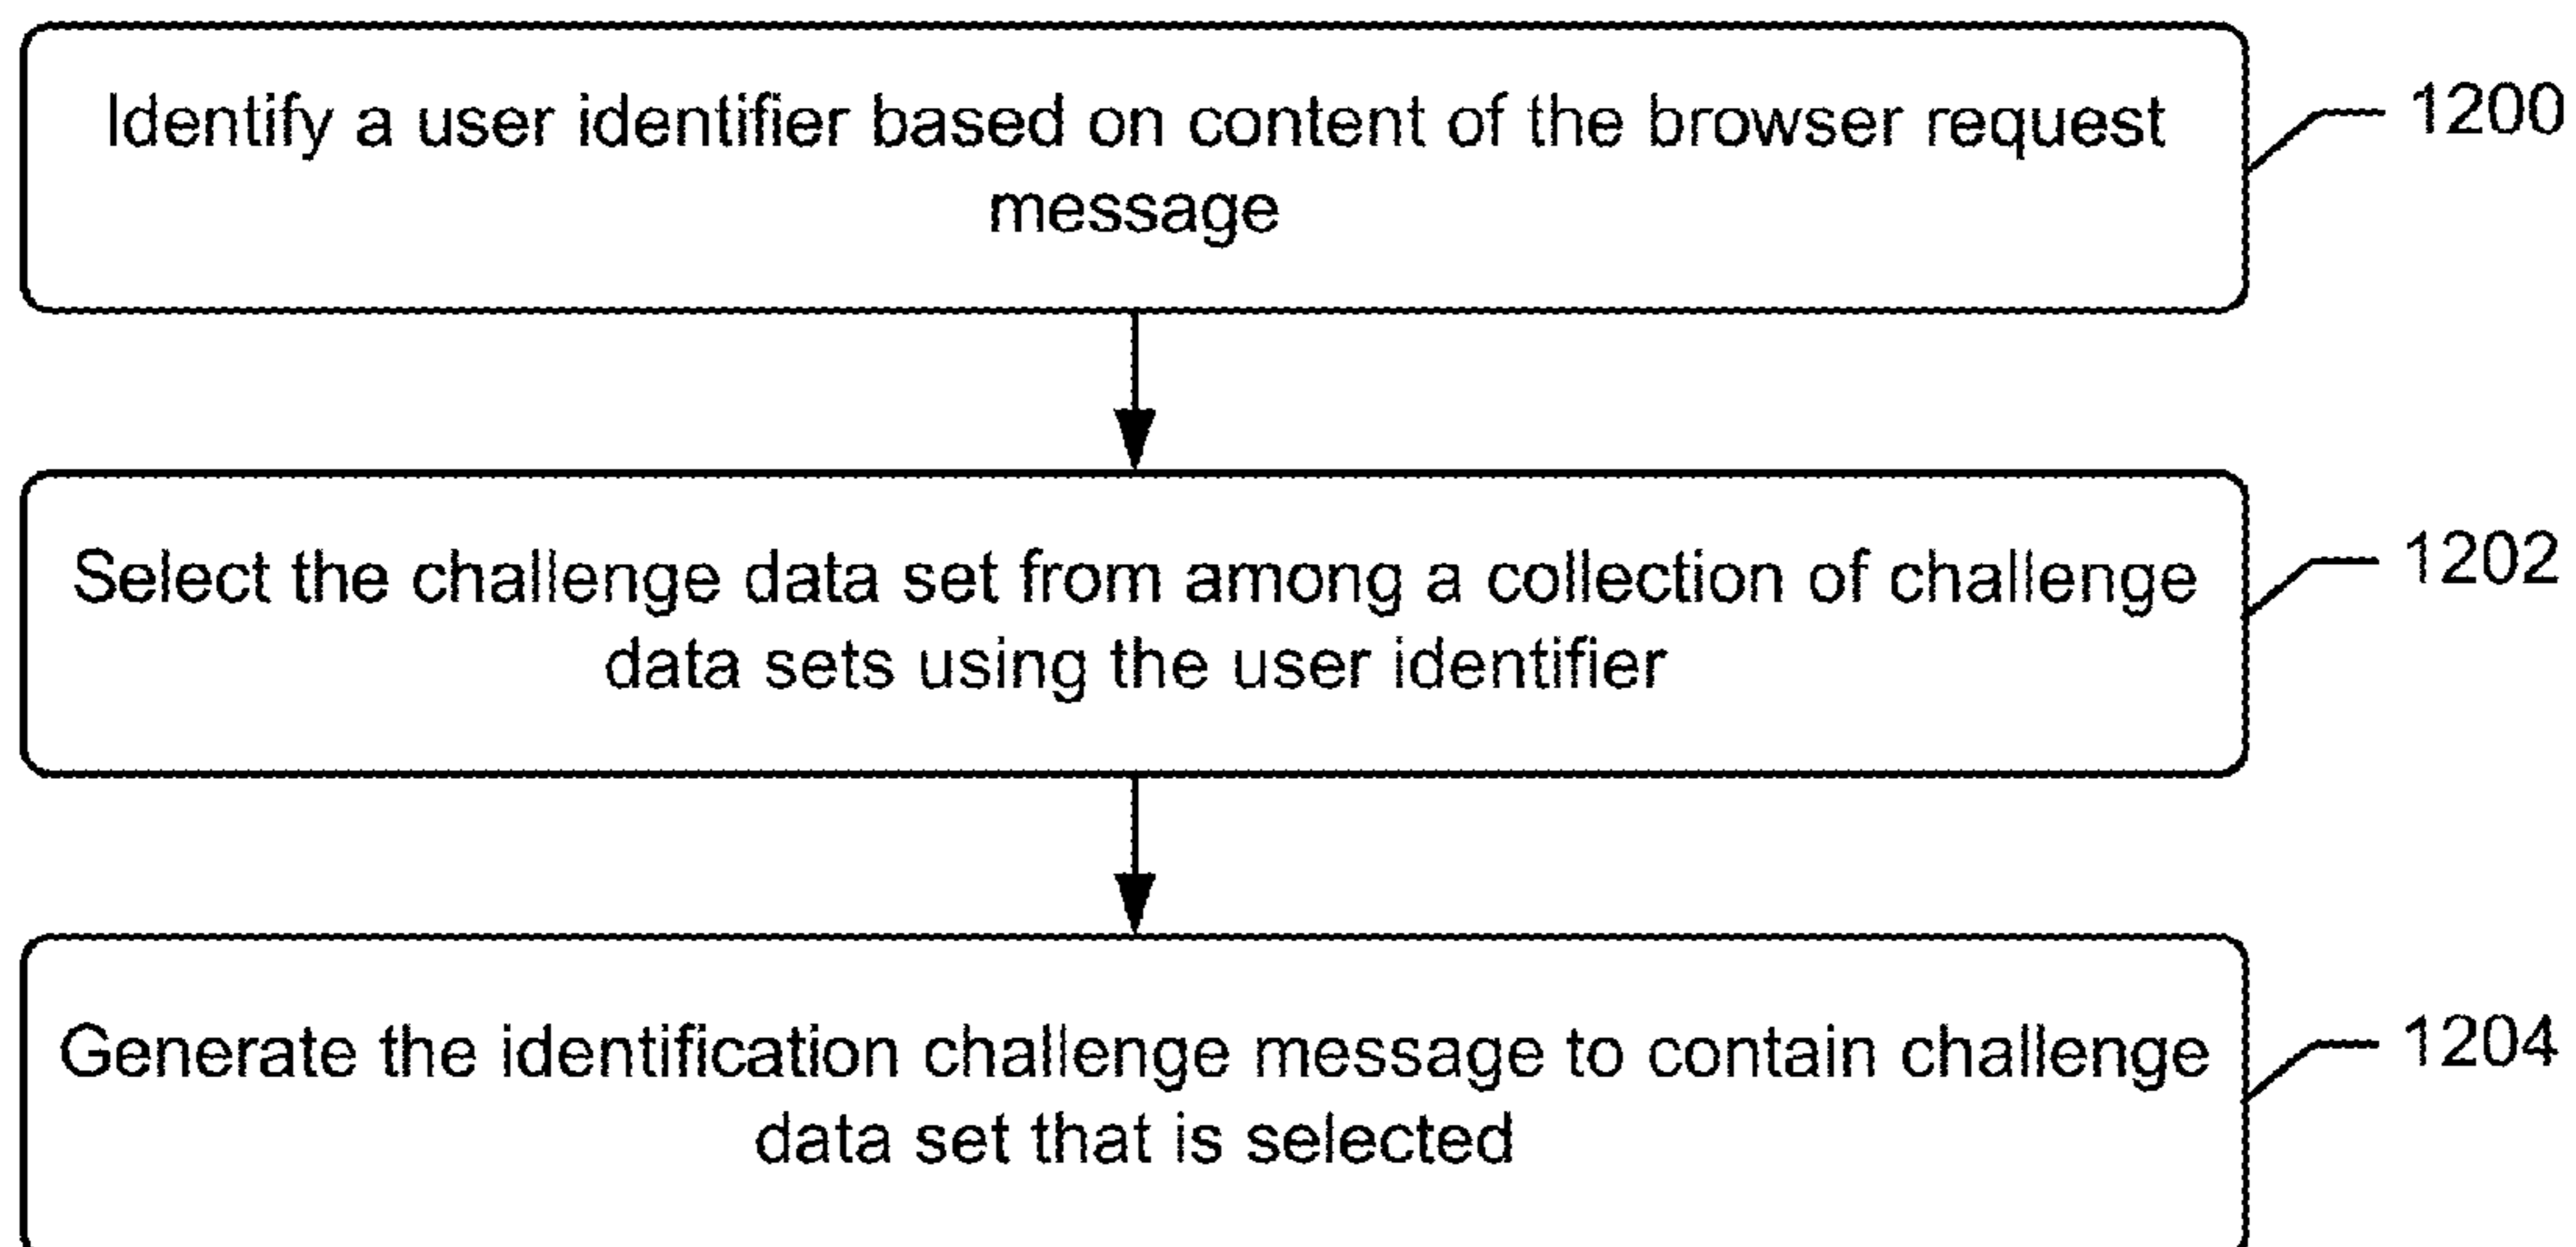 Identify a user identifier based on content of the browser request
message
1200
Select the challenge data set from among a collection of challenge
data sets using the user identifier
1202
Generate the identification challenge message to contain challenge
data set that is selected
1204